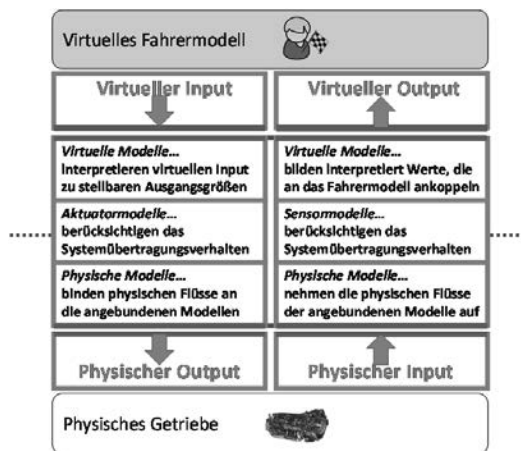 Virtuelles Fahrermodell
Virtueller Input
Virtueller Output
Virtuelle Modelle...
interpretieren virtuellen Input
zu stellbaren Ausgangsgrößen
Aktuatormodelle...
berücksichtigen das
Systemübertragungsverhalten
Physische Modelle...
binden physischen Flüsse an
die angebundenen Modellen
Virtuelle Modelle...
bilden interpretiert Werte, die
an das Fahrermodell ankoppeln
Sensormodelle...
berücksichtigen das
Systemübertragungsverhalten
Physische Modelle...
nehmen die physischen Flüsse
der angebundenen Modelle auf
Physischer Output
Physischer Input
Physisches Getriebe